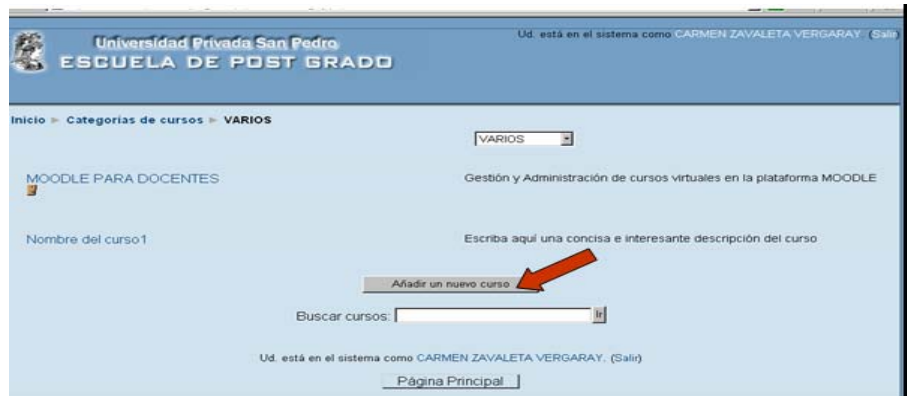 Universidad Privada San Pedro
Ud. está en el sistema como CARMEN ZAVALETA VERGARAY. (Salir)
ESCUELA DE POST GRADO
Inicio ► Categorías de cursos ► VARIOS
VARIOS
MOODLE PARA DOCENTES
Gestión y Administración de cursos virtuales en la plataforma MOODLE
Nombre del curso1
Escriba aquí una concisa e interesante descripción del curso
Añadir un nuevo curso
Buscar cursos:
Ir
Ud. está en el sistema como CARMEN ZAVALETA VERGARAY. (Salir)
Página Principal